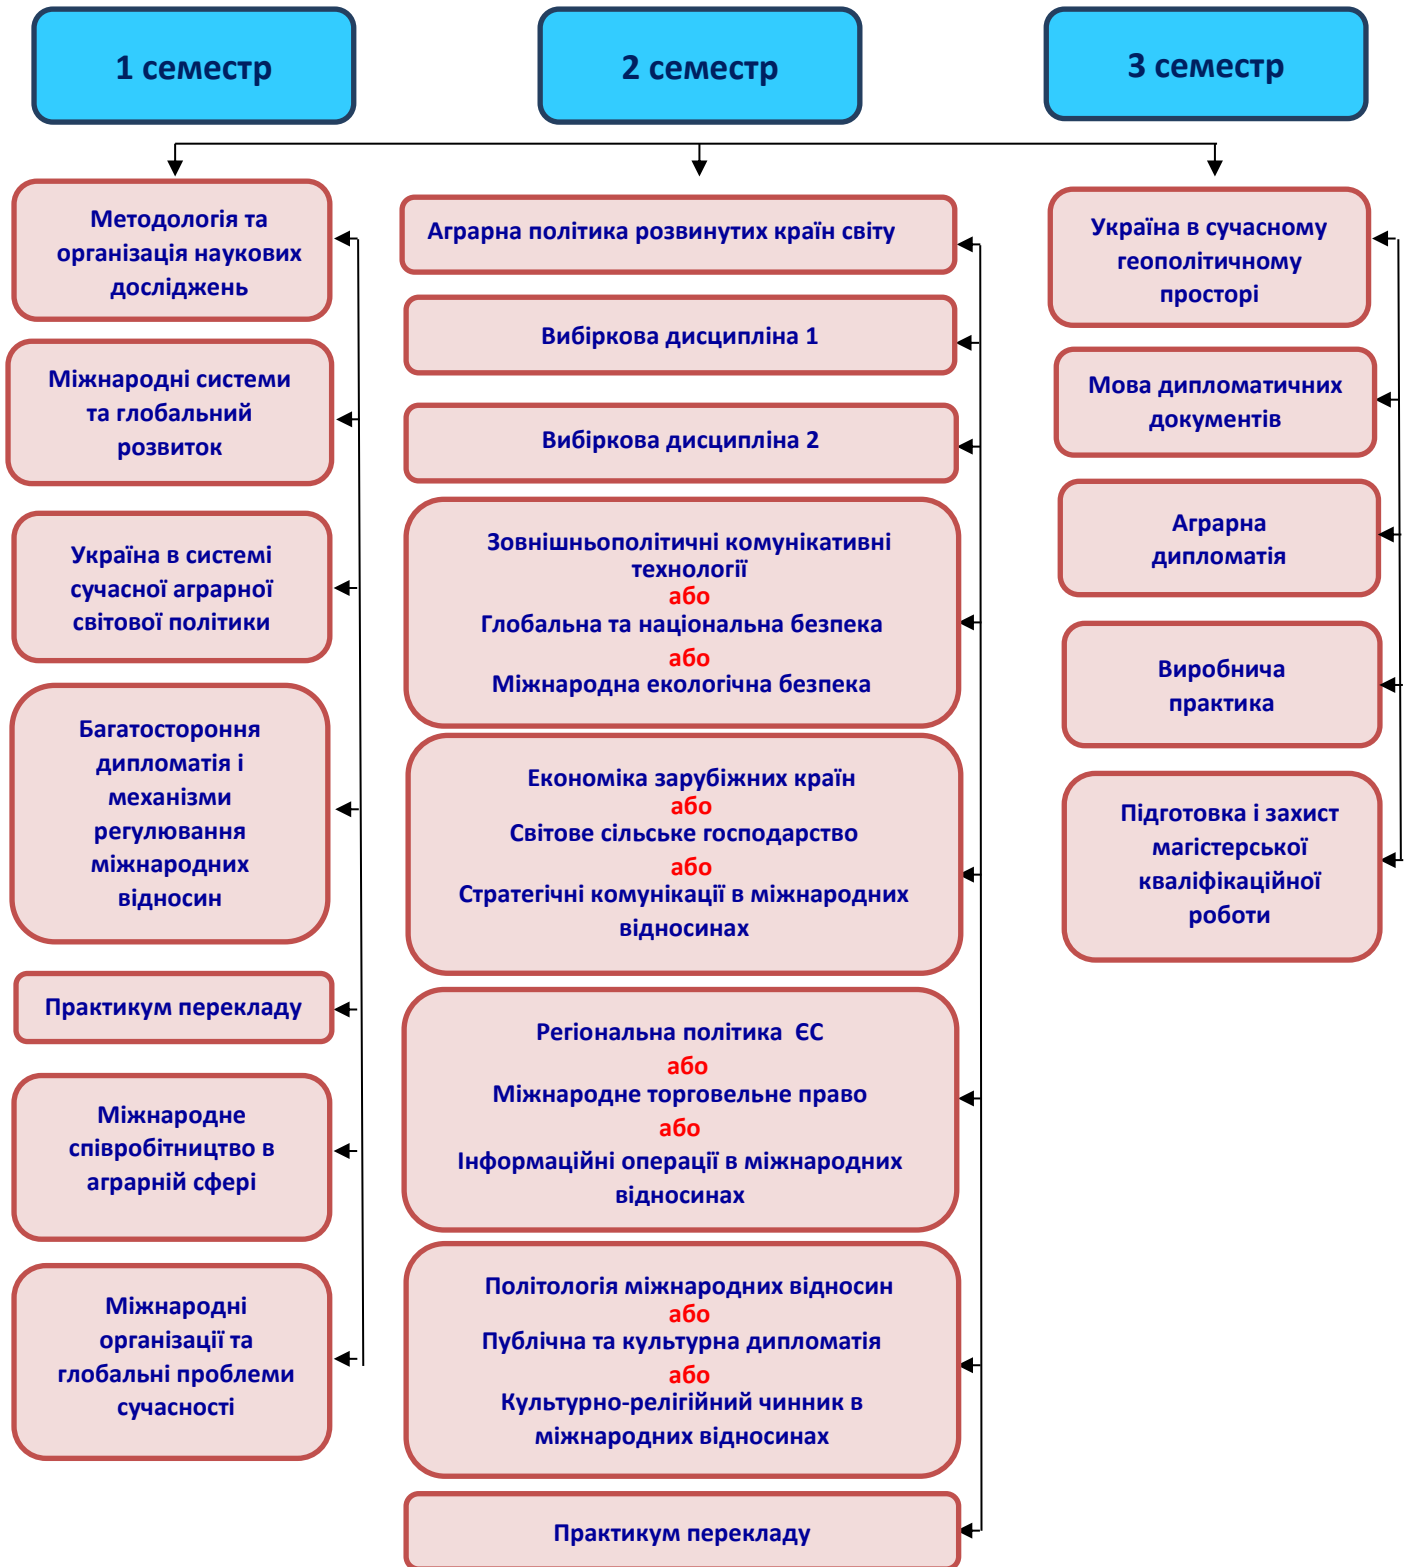 1 семестр
2 семестр
3 семестр
Методологія та
організація наукових
досліджень
Міжнародні системи
та глобальний
розвиток
Україна в системі
сучасної аграрної
світової політики
Багатостороння
дипломатія і
механізми
регулювання
міжнародних
відносин
Практикум перекладу
Міжнародне
співробітництво в
аграрній сфері
Міжнародні
організації та
глобальні проблеми
сучасності
Аграрна політика розвинутих країн світу
Вибіркова дисципліна 1
Вибіркова дисципліна 2
Зовнішньополітичні комунікативні
технології
або
Глобальна та національна безпека
або
Міжнародна екологічна безпека
Економіка зарубіжних країн
або
Світове сільське господарство
або
Стратегічні комунікації в міжнародних
відносинах
Регіональна політика ЄС
або
Міжнародне торговельне право
або
Інформаційні операції в міжнародних
відносинах
Політологія міжнародних відносин
або
Публічна та культурна дипломатія
або
Культурно-релігійний чинник в
міжнародних відносинах
Практикум перекладу
Україна в сучасному
геополітичному
просторі
Мова дипломатичних
документів
Аграрна
дипломатія
Виробнича
практика
Підготовка і захист
магістерської
кваліфікаційної
роботи